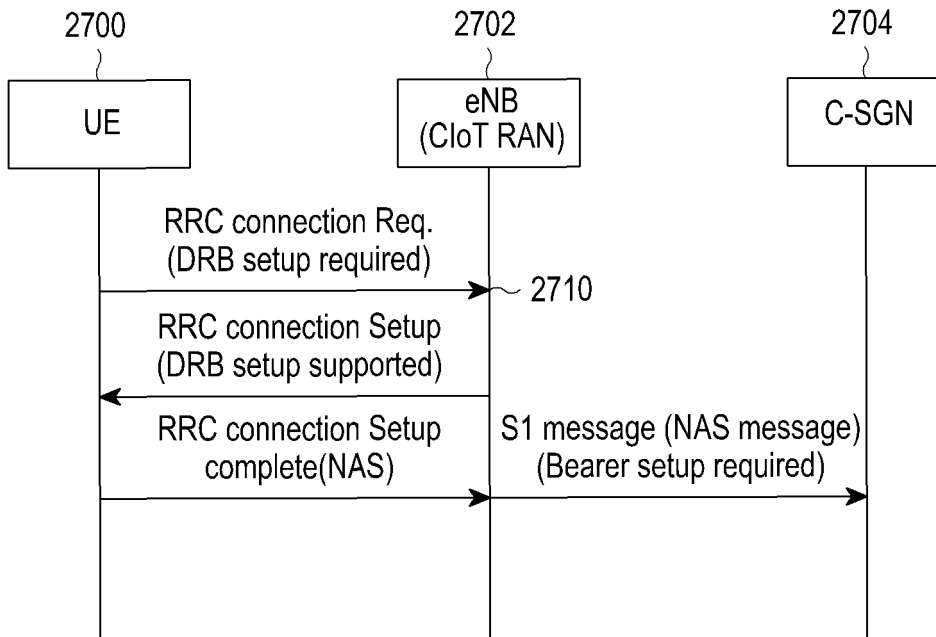 2700
2702
2704
UE
eNB
(CIoT RAN)
C-SGN
RRC connection Req.
(DRB setup required)
2710
RRC connection Setup
(DRB setup supported)
RRC connection Setup
complete(NAS)
S1 message (NAS message)
(Bearer setup required)